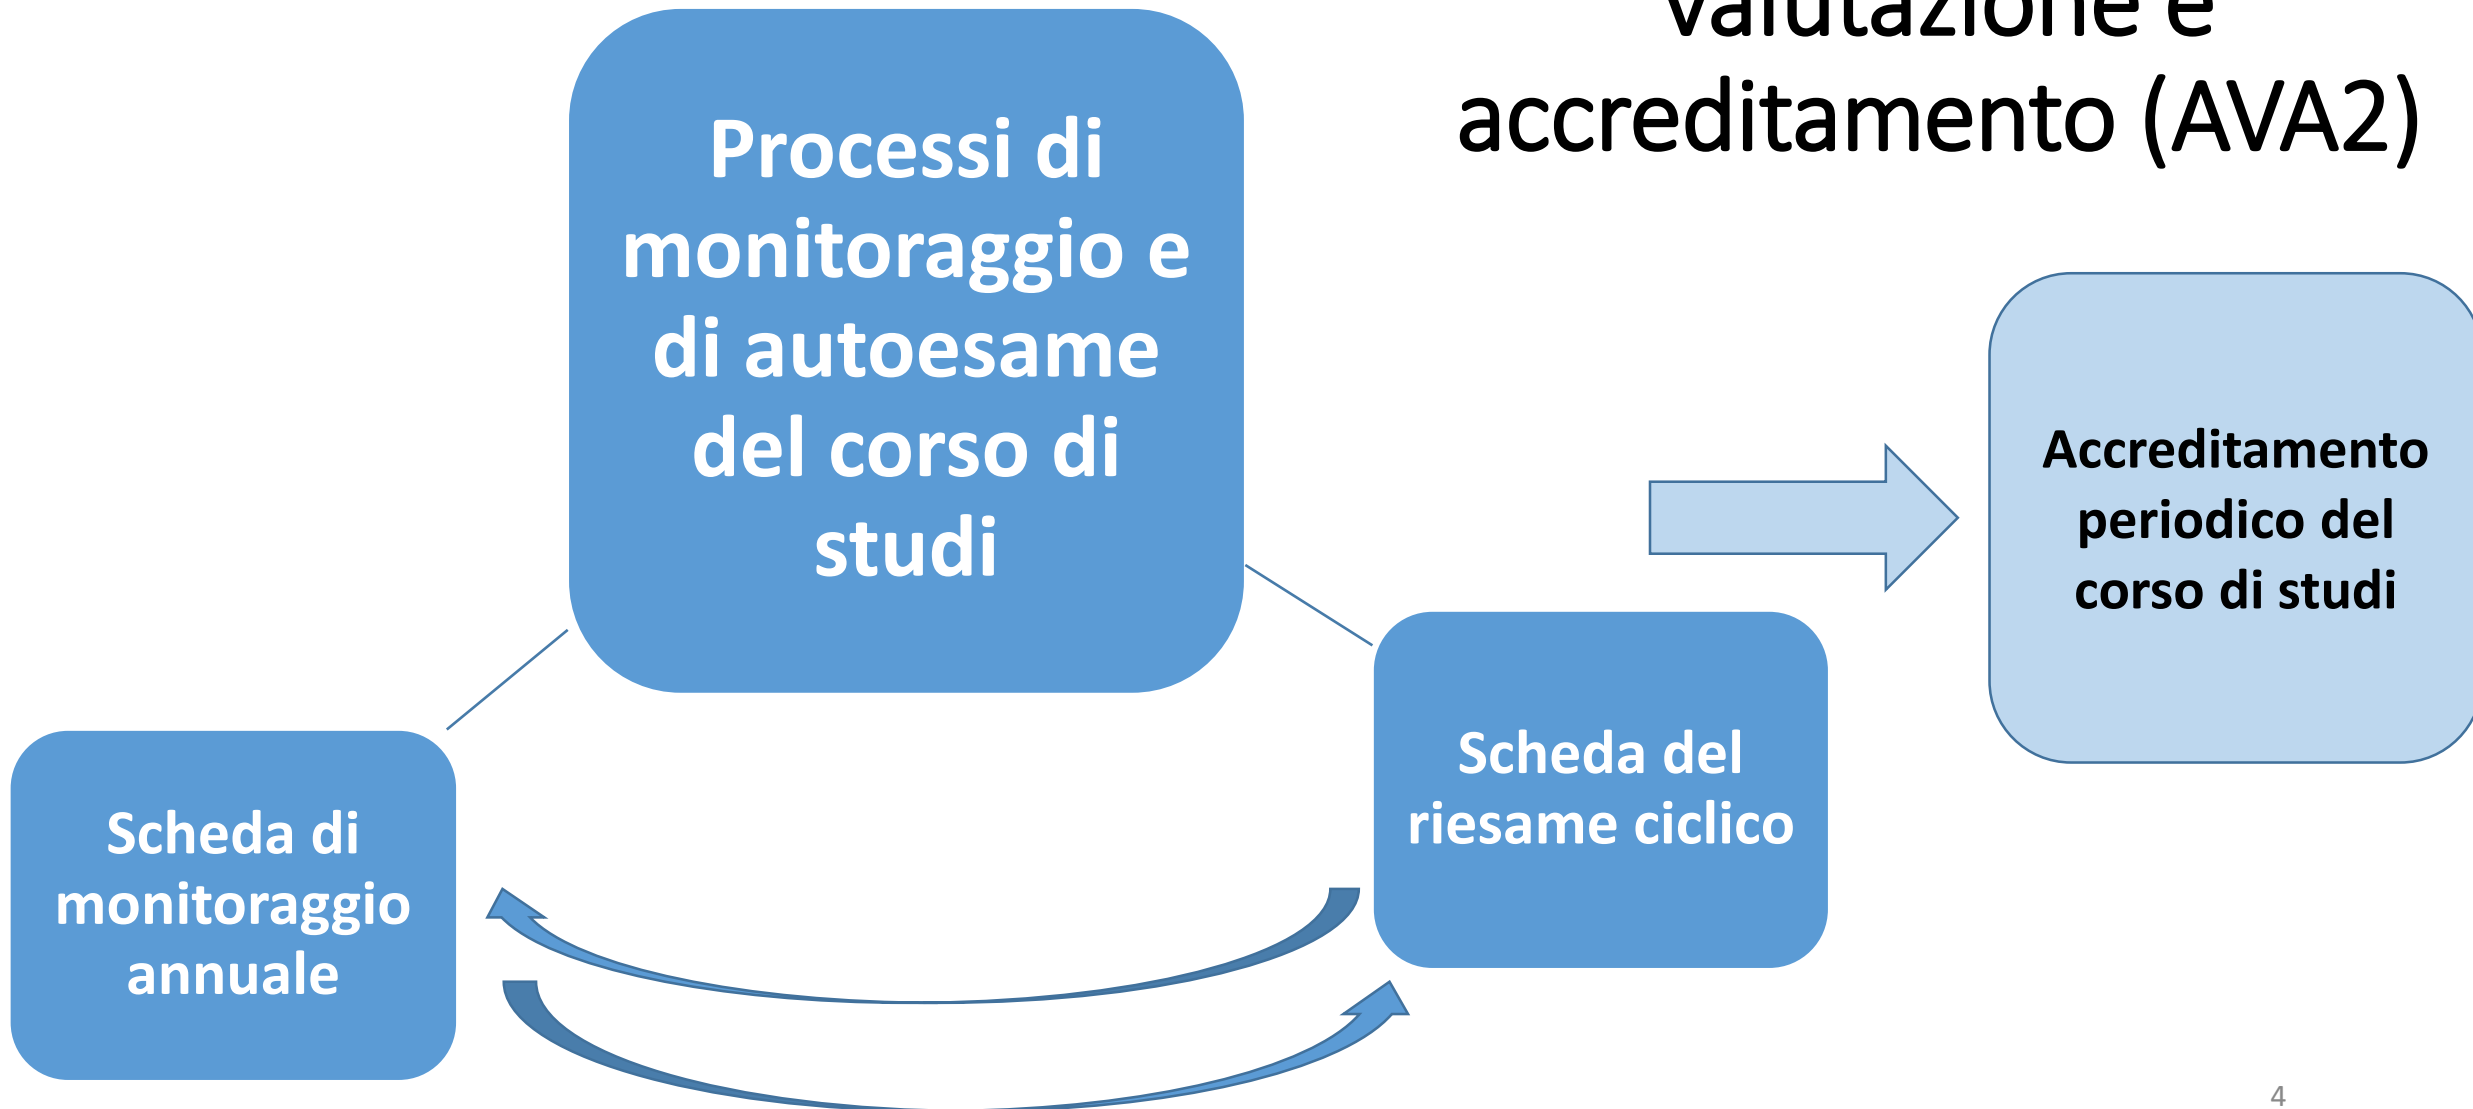 valutazione e
accreditamento (AVA2)
Processi di
monitoraggio e
di autoesame
del corso di
studi
Accreditamento
periodico del
corso di studi
Scheda del
riesame ciclico
Scheda di
monitoraggio
annuale
4